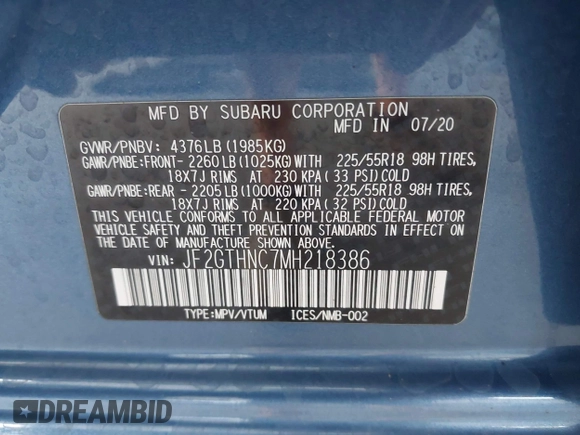 MFD BY SUBARU CORPORATION
MFD IN 07/20
GVWR/PNBV: 4376LB (1985KG)
GAWR/PNBE:FRONT- 2260LB(1025KG)WITH 225/55R18 98H TIRES,
18X7J RIMS AT 230 KPA(33 PSI)COLD
GAWR/PNBE:REAR - 2205LB(1000KG)WITH 225/55R18 98H TIRES,
18X7J RIMS AT 220 KPA(32 PSI)COLD
THIS VEHICLE CONFORMS TO ALL APPLICABLE FEDERAL MOTOR
VEHICLE SAFETY AND THEFT PREVENTION STANDARDS IN EFFECT ON
THE DATE OF MANUFACTURE SHOWN ABOVE.
VIN: JF2GTHNC7MH218386
TYPE:MPV/VTUM ICES/NMB-002
DREAMBID